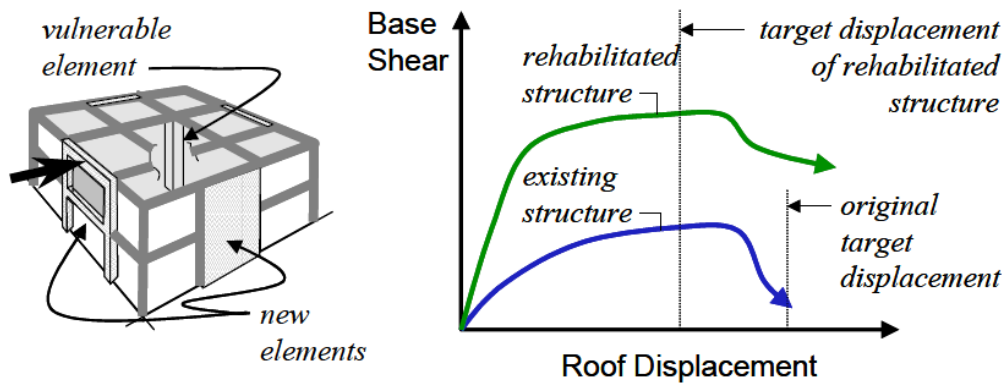 vulnerable
element
new
elements
Base
Shear
rehabilitated
structure
existing
structure
target displacement
of rehabilitated
structure
original
target
displacement
Roof Displacement